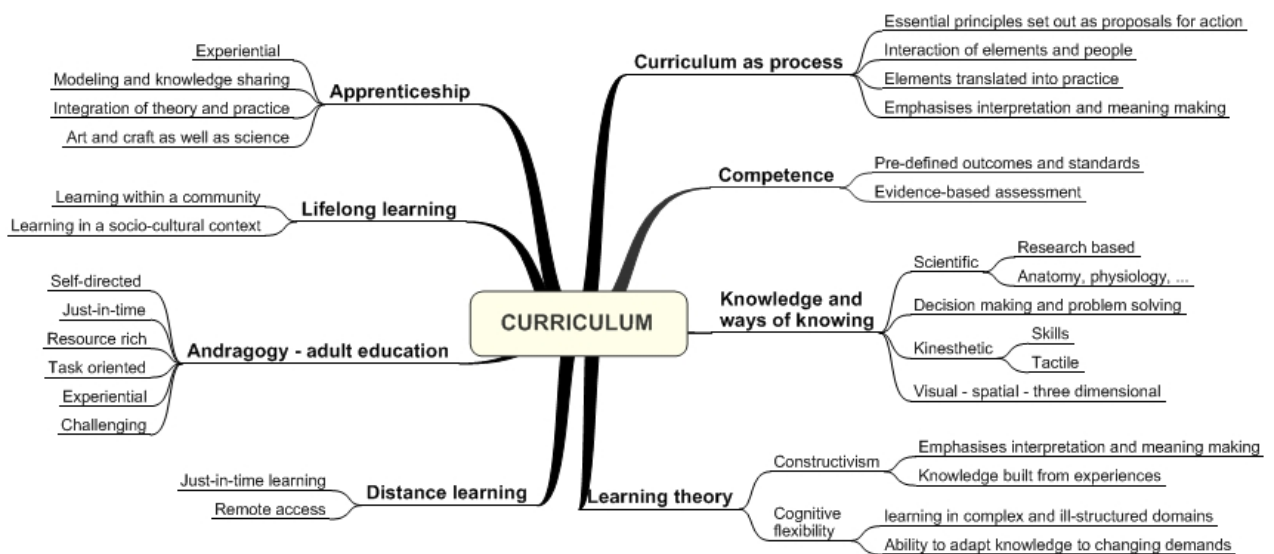 CURRICULUM
Apprenticeship
Experiential
Modeling and knowledge sharing
Integration of theory and practice
Art and craft as well as science
Lifelong learning
Learning within a community
Learning in a socio-cultural context
Andragogy - adult education
Self-directed
Just-in-time
Resource rich
Task oriented
Experiential
Challenging
Distance learning
Just-in-time learning
Remote access
Curriculum as process
Essential principles set out as proposals for action
Interaction of elements and people
Elements translated into practice
Emphasises interpretation and meaning making
Competence
Pre-defined outcomes and standards
Evidence-based assessment
Knowledge and
ways of knowing
Scientific
Research based
Anatomy, physiology, ...
Decision making and problem solving
Kinesthetic
Skills
Tactile
Visual - spatial - three dimensional
Learning theory
Constructivism
Emphasises interpretation and meaning making
Knowledge built from experiences
Cognitive
flexibility
learning in complex and ill-structured domains
Ability to adapt knowledge to changing demands